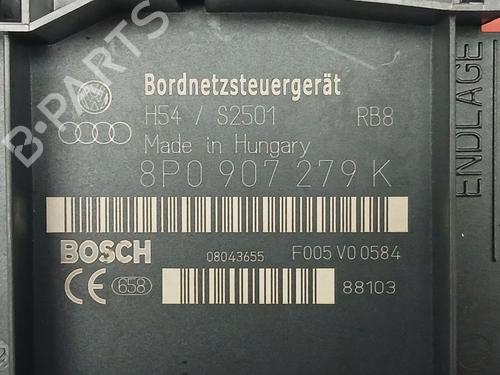 B-PARTS
Bordnetzsteuergerät
H54 / S2501 RB8
Made in Hungary
8P0 907 279 K
BOSCH 08043655 F005 V0 0584
CE 658 88103
ENDLAGE